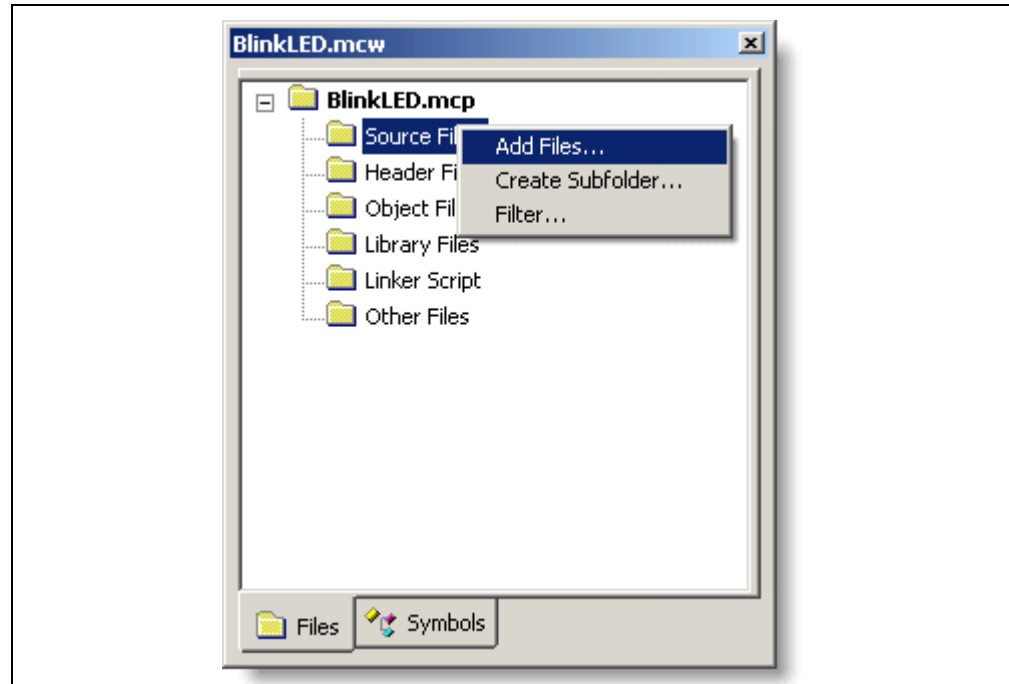 BlinkLED.mcw
BlinkLED.mcp
Source Fi
Add Files...
Header Fi
Create Subfolder...
Object Fil
Filter...
Library Files
Linker Script
Other Files
Files
Symbols